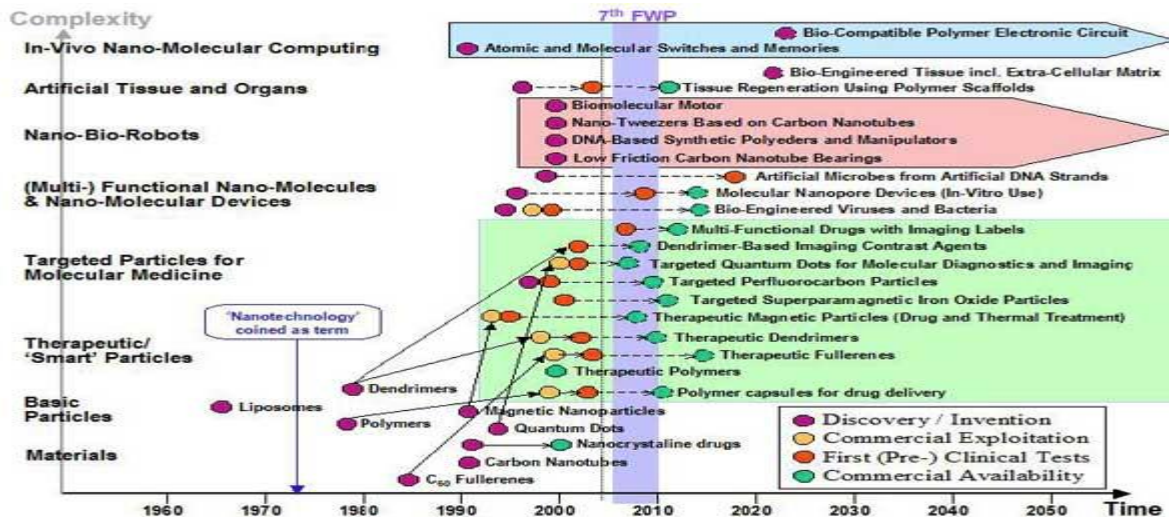 Complexity
7th FWP
In-Vivo Nano-Molecular Computing
Bio-Compatible Polymer Electronic Circuit
Atomic and Molecular Switches and Memories
Bio-Engineered Tissue incl. Extra-Cellular Matrix
Artificial Tissue and Organs
Tissue Regeneration Using Polymer Scaffolds
Biomolecular Motor
Nano-Bio-Robots
Nano-Tweezers Based on Carbon Nanotubes
DNA-Based Synthetic Polyeders and Manipulators
Low Friction Carbon Nanotube Bearings
Artificial Microbes from Artificial DNA Strands
(Multi-) Functional Nano-Molecules
& Nano-Molecular Devices
Molecular Nanopore Devices (In-Vitro Use)
Bio-Engineered Viruses and Bacteria
Multi-Functional Drugs with Imaging Labels
Dendrimer-Based Imaging Contrast Agents
Targeted Particles for
Molecular Medicine
Targeted Quantum Dots for Molecular Diagnostics and Imaging
Targeted Perfluorocarbon Particles
Targeted Superparamagnetic Iron Oxide Particles
'Nanotechnology'
coined as term
Therapeutic Magnetic Particles (Drug and Thermal Treatment)
Therapeutic/
'Smart' Particles
Therapeutic Dendrimers
Therapeutic Fullerenes
Therapeutic Polymers
Dendrimers
Polymer capsules for drug delivery
Basic
Particles
Liposomes
Polymers
Magnetic Nanoparticles
Quantum Dots
Materials
Nanocrystaline drugs
Carbon Nanotubes
C60 Fullerenes
Discovery / Invention
Commercial Exploitation
First (Pre-) Clinical Tests
Commercial Availability
1960 1970 1980 1990 2000 2010 2020 2030 2040 2050 Time